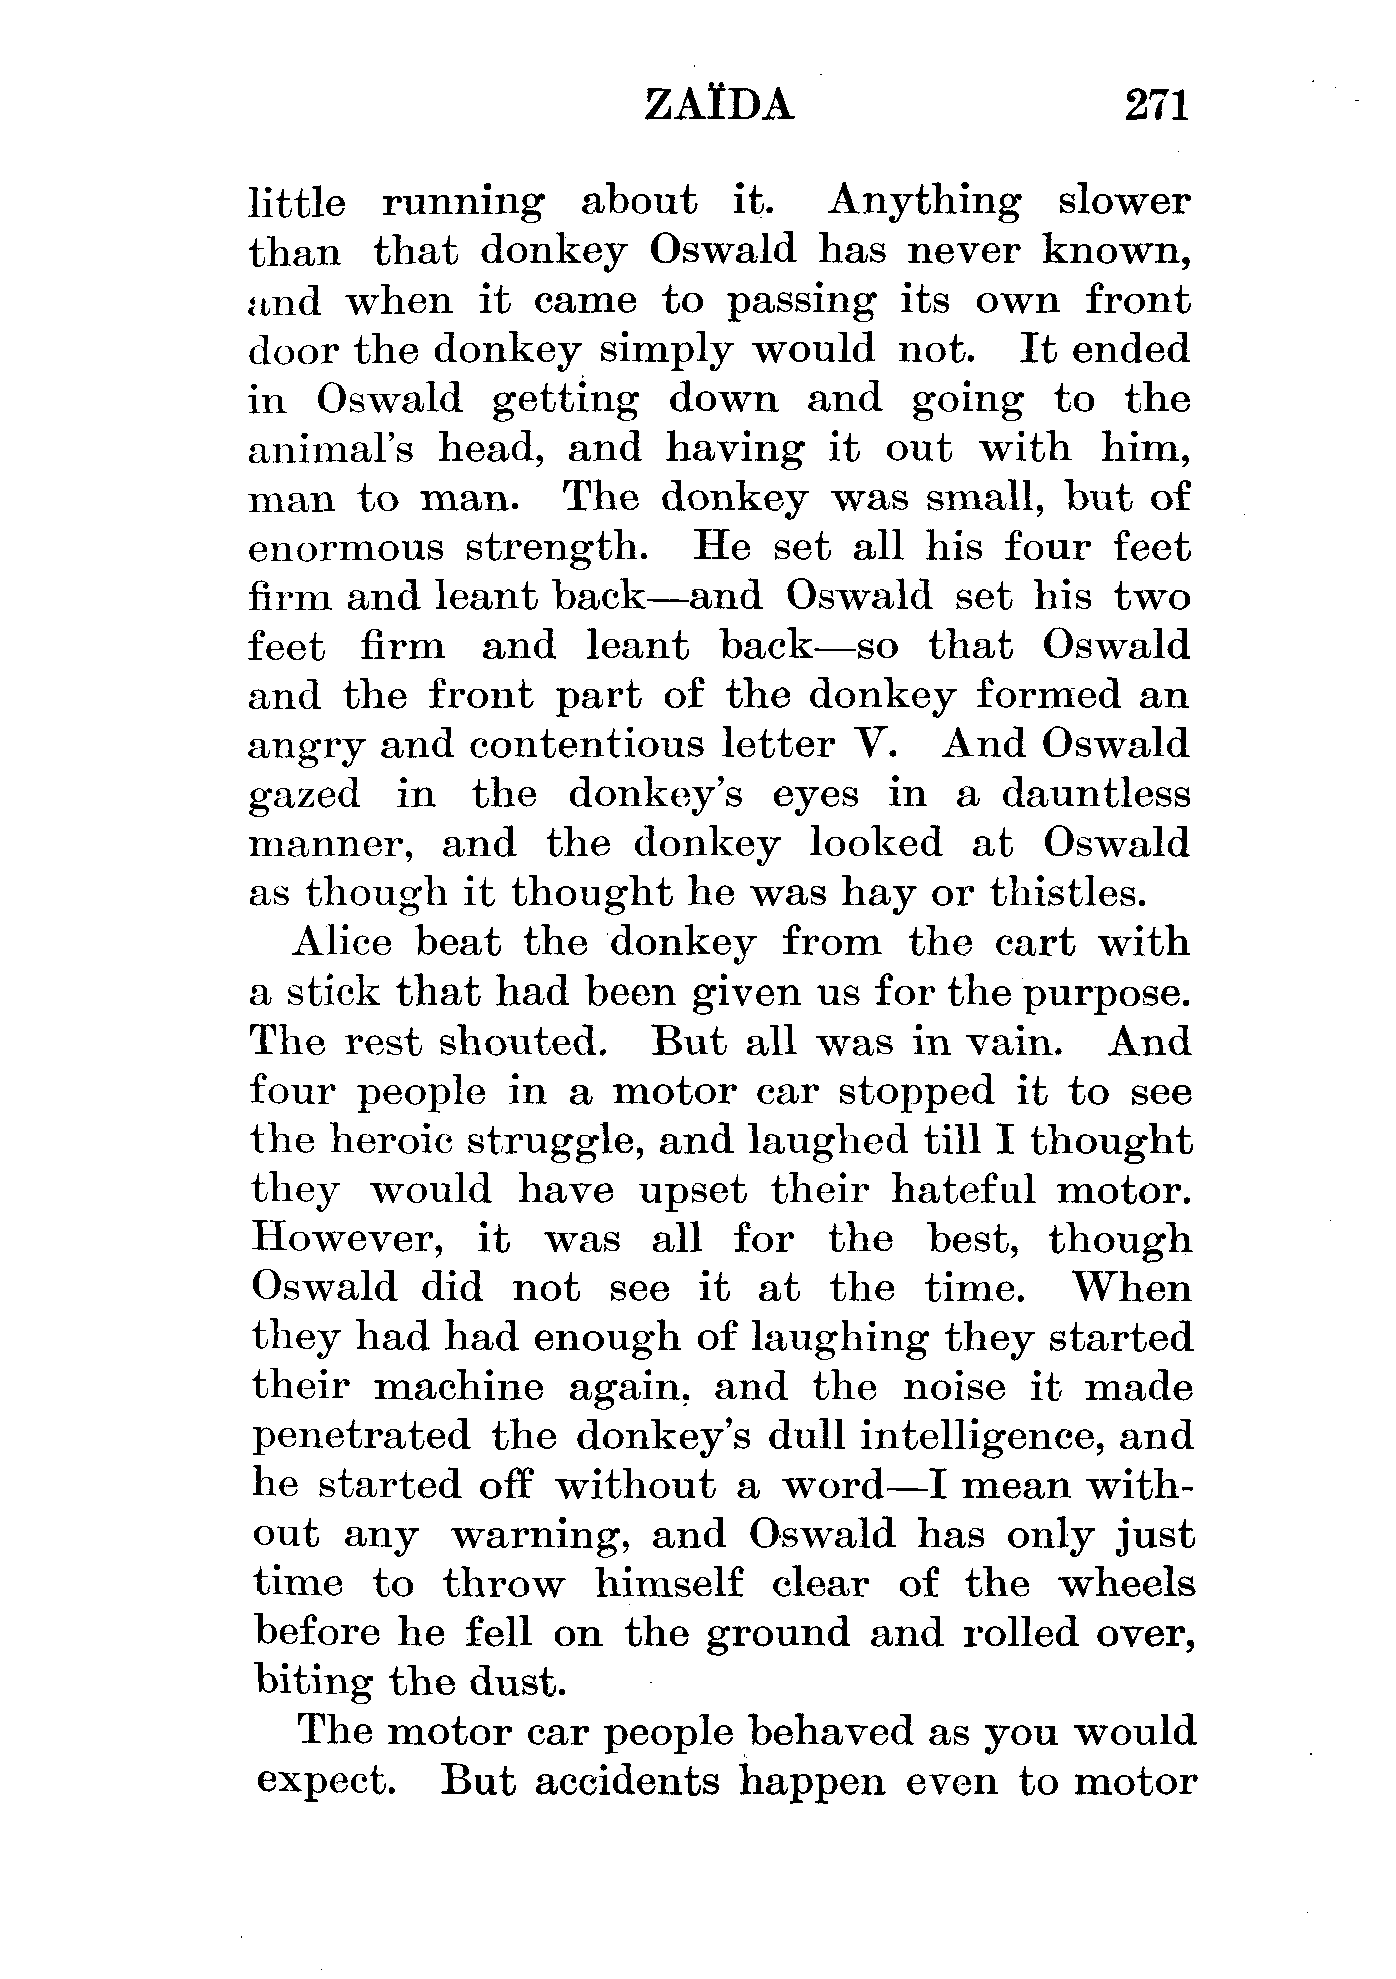 ZAÏDA 271
little running about it. Anything slower
than that donkey Oswald has never known,
and when it came to passing its own front
door the donkey simply would not. It ended
in Oswald getting down and going to the
animal's head, and having it out with him,
man to man. The donkey was small, but of
enormous strength. He set all his four feet
firm and leant back—and Oswald set his two
feet firm and leant back—so that Oswald
and the front part of the donkey formed an
angry and contentious letter V. And Oswald
gazed in the donkey's eyes in a dauntless
manner, and the donkey looked at Oswald
as though it thought he was hay or thistles.
Alice beat the donkey from the cart with
a stick that had been given us for the purpose.
The rest shouted. But all was in vain. And
four people in a motor car stopped it to see
the heroic struggle, and laughed till I thought
they would have upset their hateful motor.
However, it was all for the best, though
Oswald did not see it at the time. When
they had had enough of laughing they started
their machine again, and the noise it made
penetrated the donkey's dull intelligence, and
he started off without a word—I mean with-
out any warning, and Oswald has only just
time to throw himself clear of the wheels
before he fell on the ground and rolled over,
biting the dust.
The motor car people behaved as you would
expect. But accidents happen even to motor